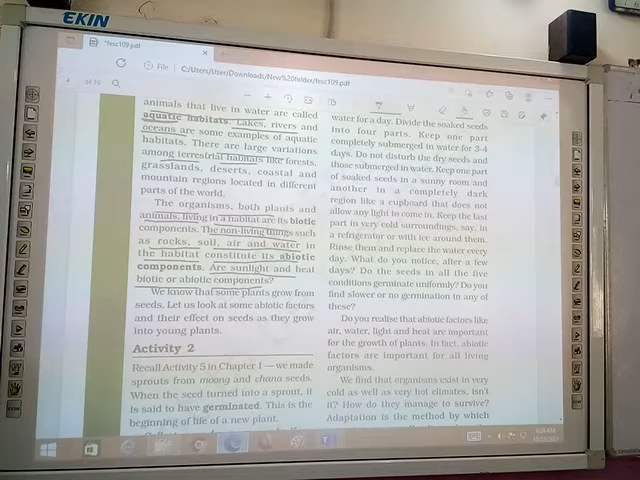 EKIN
fesc109.pdf
File
C:/Users/User/Downloads/New%20folder/fesc109.pdf
4 of 16
animals that live in water are called
aquatic habitats. Lakes, rivers and
oceans are some examples of aquatic
habitats. There are large variations
among terrestrial habitats like forests,
grasslands, deserts, coastal and
mountain regions located in different
parts of the world.
The organisms, both plants and
animals, living in a habitat are its biotic
components. The non-living things such
as rocks, soil, air and water in
the habitat constitute its abiotic
components. Are sunlight and heat
biotic or abiotic components?
We know that some plants grow from
seeds. Let us look at some abiotic factors
and their effect on seeds as they grow
into young plants.
Activity 2
Recall Activity 5 in Chapter 1 — we made
sprouts from moong and chana seeds.
When the seed turned into a sprout, it
is said to have germinated. This is the
beginning of life of a new plant.
water for a day. Divide the soaked seeds
into four parts. Keep one part
completely submerged in water for 3-4
days. Do not disturb the dry seeds and
those submerged in water. Keep one part
of soaked seeds in a sunny room and
another in a completely dark
region like a cupboard that does not
allow any light to come in. Keep the last
part in very cold surroundings, say, in
a refrigerator or with ice around them.
Rinse them and replace the water every
day. What do you notice, after a few
days? Do the seeds in all the five
conditions germinate uniformly? Do you
find slower or no germination in any of
these?
Do you realise that abiotic factors like
air, water, light and heat are important
for the growth of plants. In fact, abiotic
factors are important for all living
organisms.
We find that organisms exist in very
cold as well as very hot climates, isn't
it? How do they manage to survive?
Adaptation is the method by which